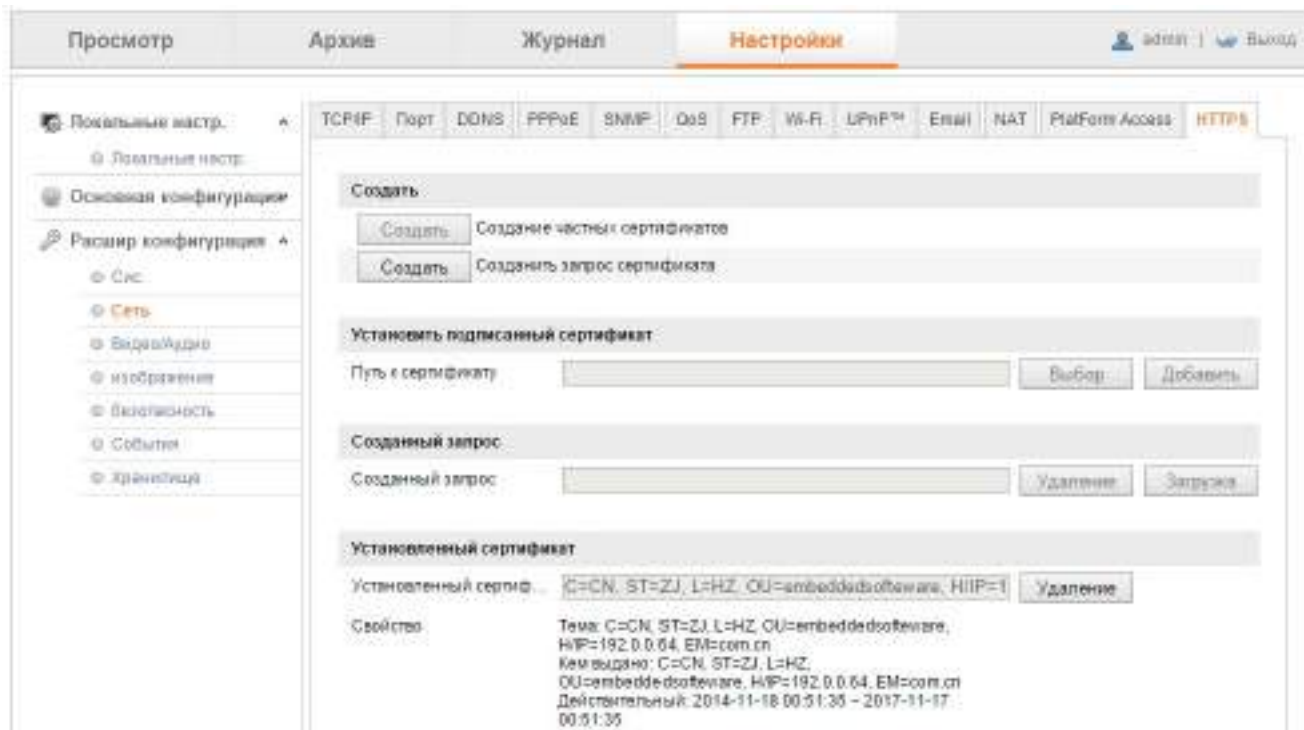 Просмотр Архив Журнал Настройки admin | Выход
Локальные настр.
Локальные настр.
Основная конфигурация
Расшир конфигурация
Сис.
Сеть
Видео/Аудио
изображение
безопасность
События
Хранилища
TCP/IP Порт DDNS PPPoE SNMP QoS FTP Wi-Fi UPnP™ Email NAT PlatForm Access HTTPS
Создать
Создать Создание частных сертификатов
Создать Созданить запрос сертификата
Установить подписанный сертификат
Путь к сертификату Выбор Добавить
Созданный запрос
Созданный запрос Удаление Загрузка
Установленный сертификат
Установленный сертиф... C=CN, ST=ZJ, L=HZ, OU=embeddedsofteware, H/IP=1 Удаление
Свойство Тема: C=CN, ST=ZJ, L=HZ, OU=embeddedsofteware,
H/IP=192.0.0.64, EM=com.cn
Кем выдано: C=CN, ST=ZJ, L=HZ,
OU=embeddedsofteware, H/IP=192.0.0.64, EM=com.cn
Действительный: 2014-11-18 00:51:35 ~ 2017-11-17
00:51:35